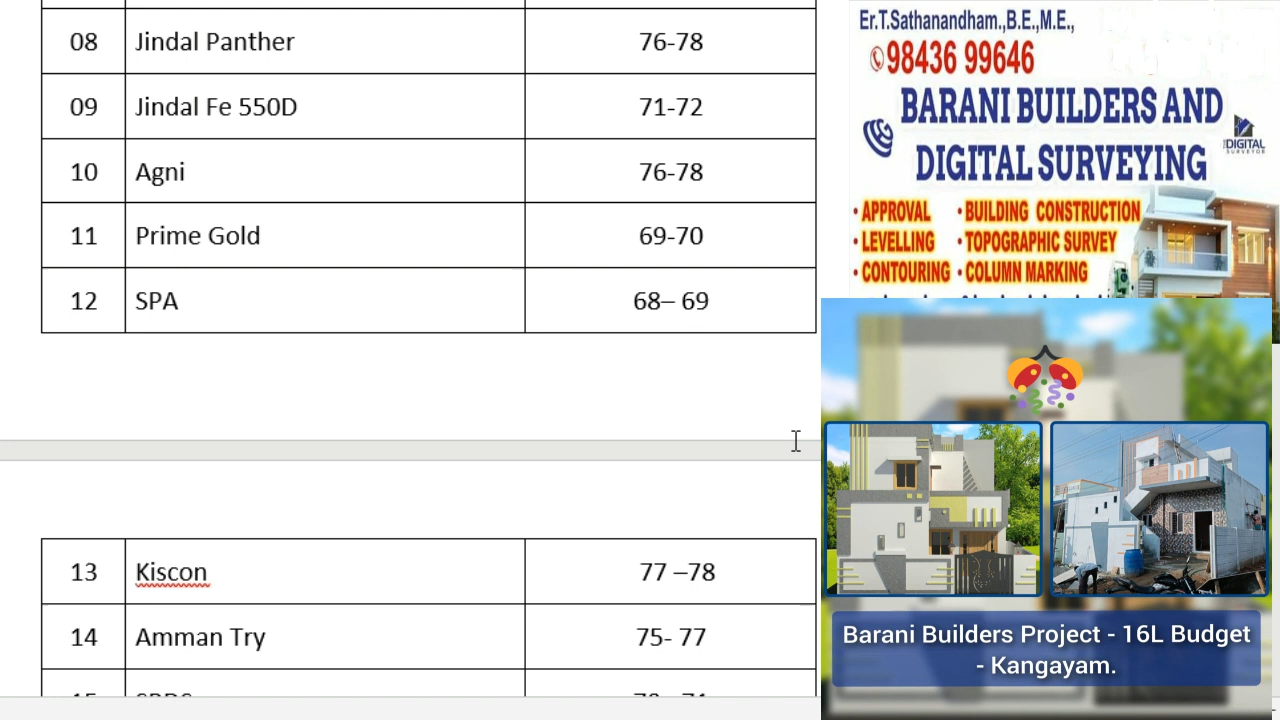 08 Jindal Panther 76-78
09 Jindal Fe 550D 71-72
10 Agni 76-78
11 Prime Gold 69-70
12 SPA 68– 69
13 Kiscon 77 –78
14 Amman Try 75- 77
Er.T.Sathanandham.,B.E.,M.E.,
98436 99646
BARANI BUILDERS AND
DIGITAL SURVEYING
DIGITAL
SURVEYOR
• APPROVAL • BUILDING CONSTRUCTION
• LEVELLING • TOPOGRAPHIC SURVEY
• CONTOURING • COLUMN MARKING
Barani Builders Project - 16L Budget
- Kangayam.